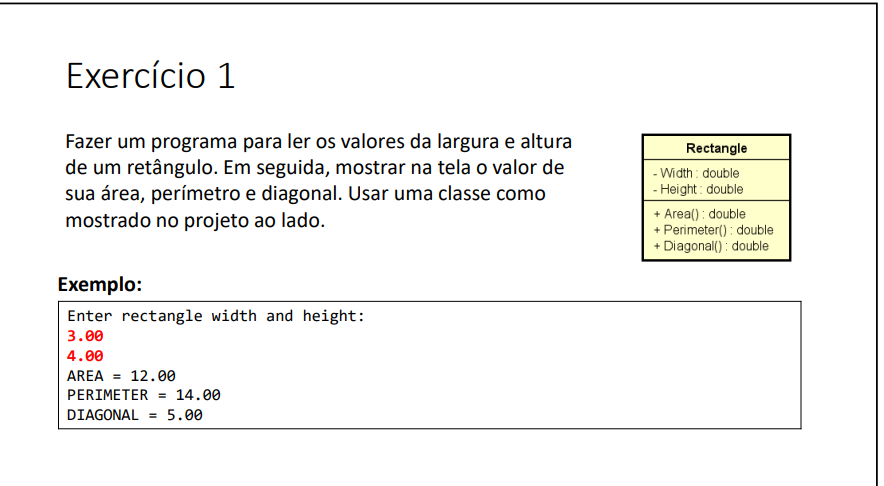 Exercício 1
Fazer um programa para ler os valores da largura e altura
de um retângulo. Em seguida, mostrar na tela o valor de
sua área, perímetro e diagonal. Usar uma classe como
mostrado no projeto ao lado.
Rectangle
- Width : double
- Height : double
+ Area() : double
+ Perimeter() : double
+ Diagonal() : double
Exemplo:
Enter rectangle width and height:
3.00
4.00
AREA = 12.00
PERIMETER = 14.00
DIAGONAL = 5.00